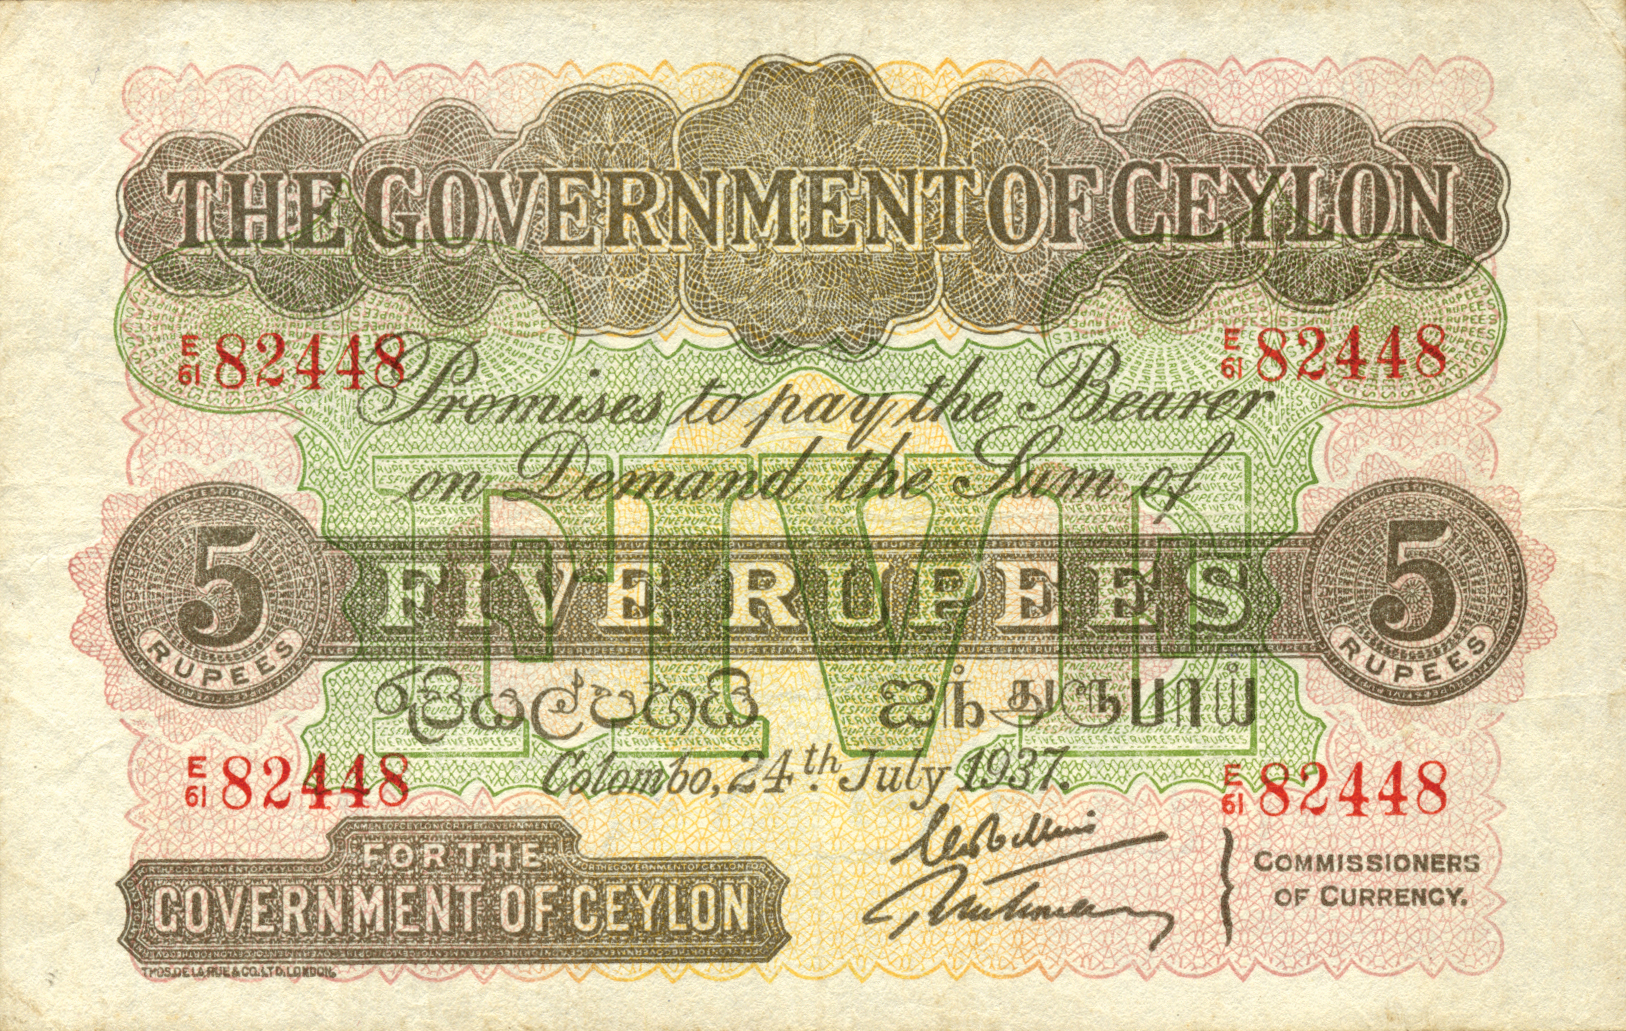 THE GOVERNMENT OF CEYLON
E/61 82448 E/61 82448
Promises to pay the Bearer
on Demand the Sum of
FIVE
5 RUPEES FIVE RUPEES 5 RUPEES
රුපියල් පහයි ஐந்து ரூபாய்
Colombo, 24th July 1937.
E/61 82448 E/61 82448
FOR THE
GOVERNMENT OF CEYLON
COMMISSIONERS
OF CURRENCY.
THOS. DE LA RUE & CO. LTD. LONDON.